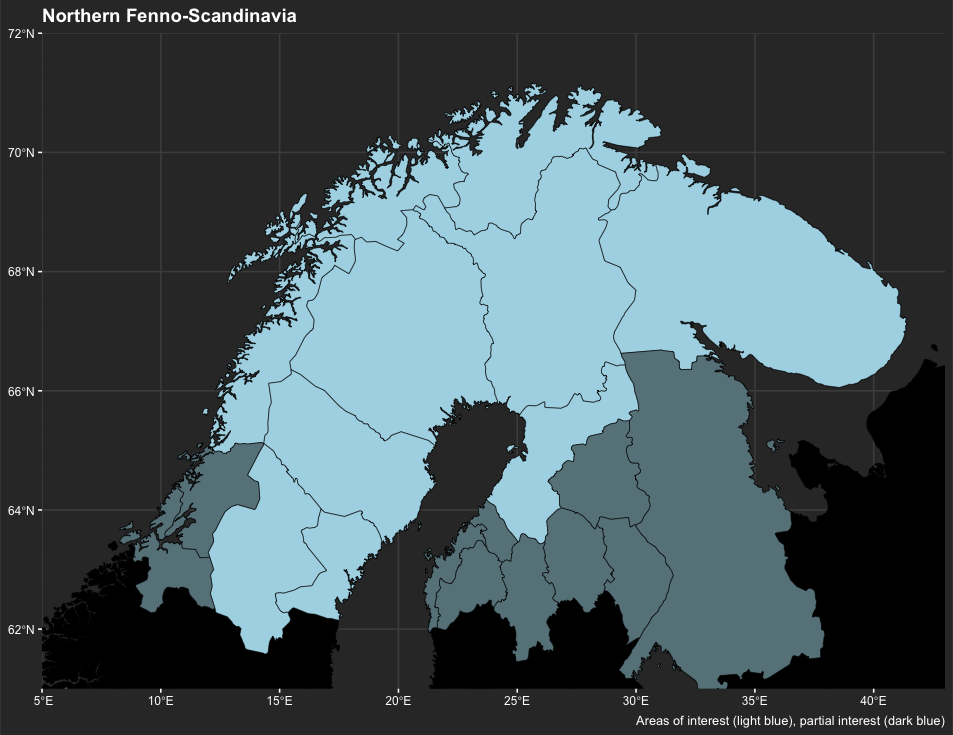 Northern Fenno-Scandinavia
72°N
70°N
68°N
66°N
64°N
62°N
5°E 10°E 15°E 20°E 25°E 30°E 35°E 40°E
Areas of interest (light blue), partial interest (dark blue)